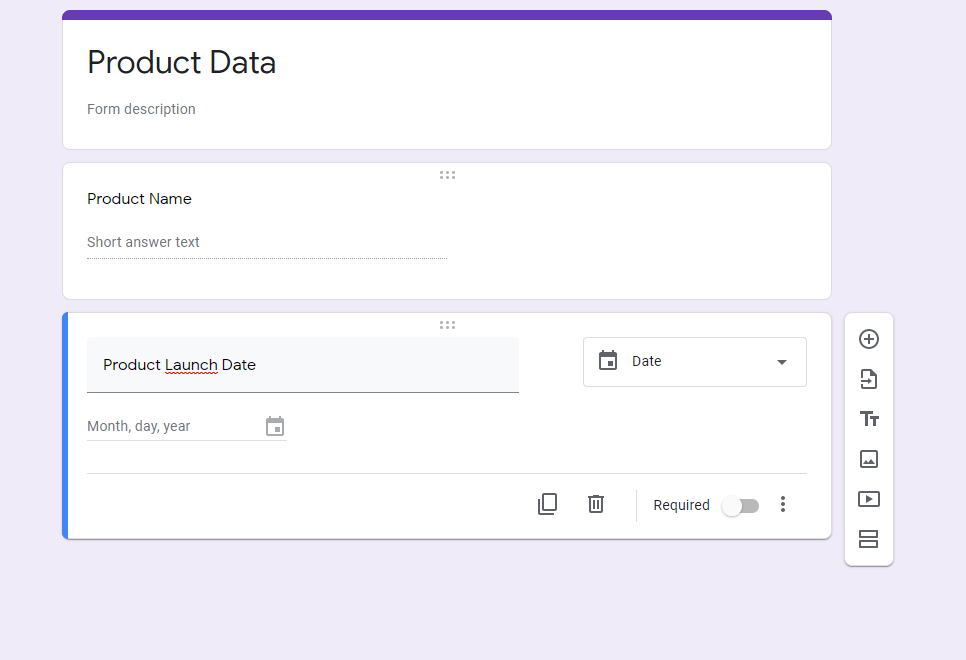 Product Data
Form description
Product Name
Short answer text
Product Launch Date
Date
Month, day, year
Required